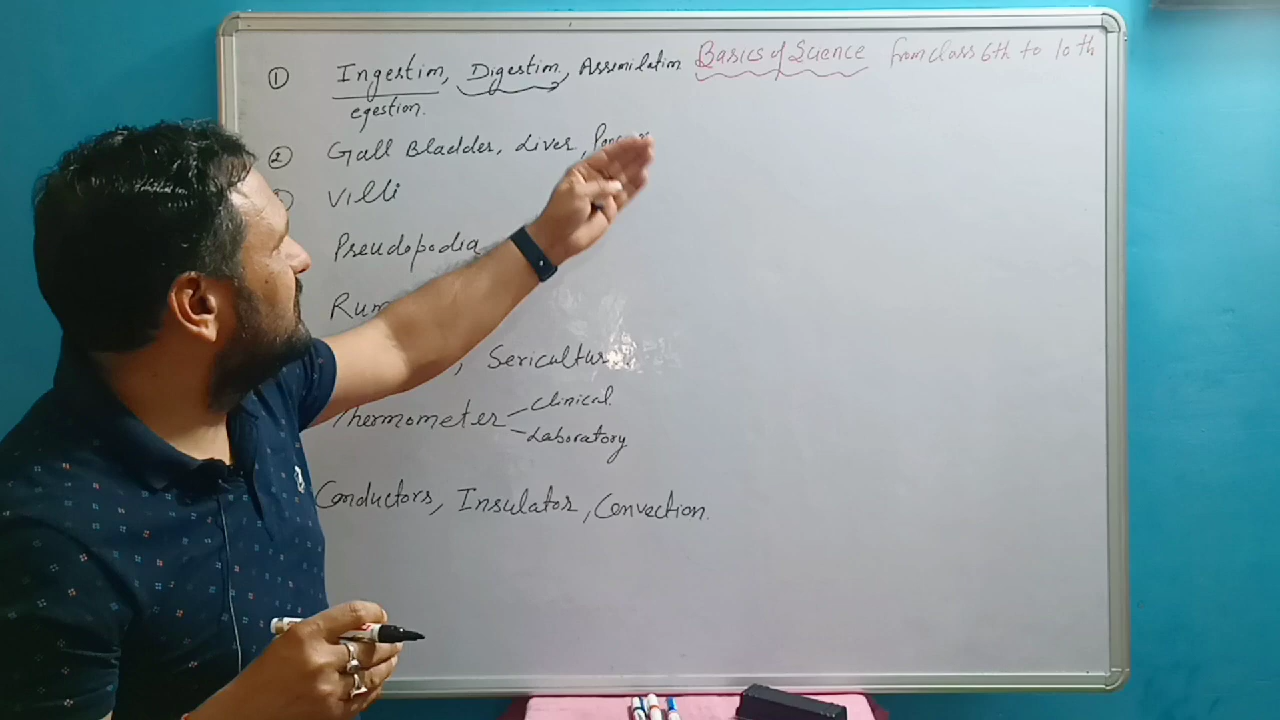 ① Ingestion, Digestion, Assimilation Basics of Science from class 6th to 10th
egestion.
② Gall Bladder, Liver,
Villi
Pseudopodia
, Sericulture
Thermometer Clinical.
Laboratory
Conductors, Insulator, Convection.